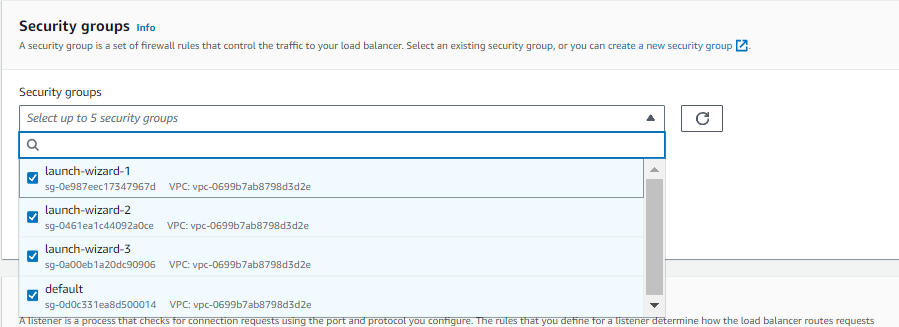 Security groups Info
A security group is a set of firewall rules that control the traffic to your load balancer. Select an existing security group, or you can create a new security group.
Security groups
Select up to 5 security groups
launch-wizard-1
sg-0e987eec17347967d VPC: vpc-0699b7ab8798d3d2e
launch-wizard-2
sg-0461ea1c44092a0ce VPC: vpc-0699b7ab8798d3d2e
launch-wizard-3
sg-0a00eb1a20dc90906 VPC: vpc-0699b7ab8798d3d2e
default
sg-0d0c331ea8d500014 VPC: vpc-0699b7ab8798d3d2e
A listener is a process that checks for connection requests using the port and protocol you configure. The rules that you define for a listener determine how the load balancer routes requests